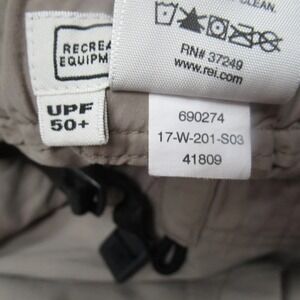 CLEAN.
RN# 37249
www.rei.com
RECREA
EQUIPM
UPF
50+
690274
17-W-201-S03
41809